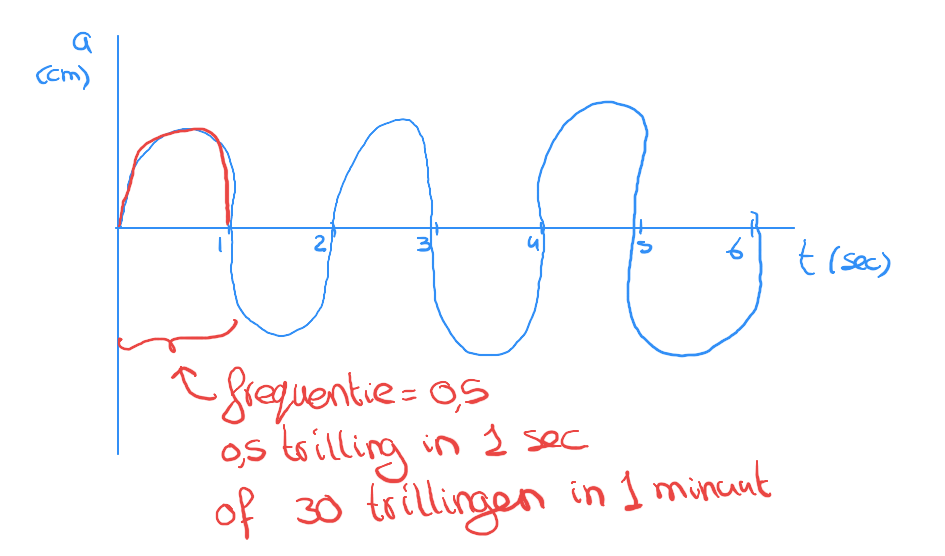 a
(cm)
1 2 3 4 5 6
t (sec)
frequentie = 0,5
0,5 trilling in 1 sec
of 30 trillingen in 1 minuut